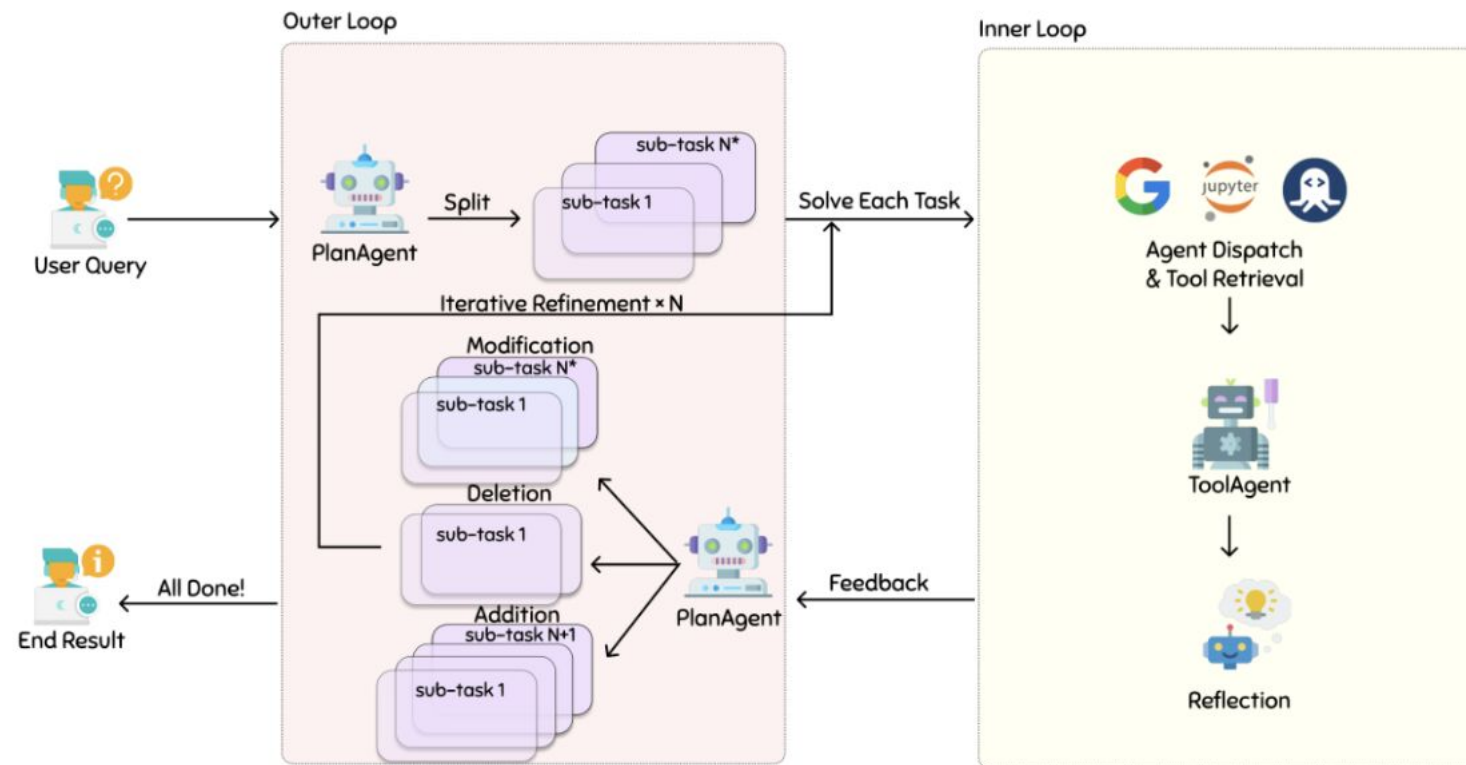 Outer Loop
Inner Loop
sub-task N*
sub-task 1
Split
PlanAgent
User Query
Solve Each Task
jupyter
Agent Dispatch
& Tool Retrieval
Iterative Refinement × N
Modification
sub-task N*
sub-task 1
ToolAgent
Deletion
sub-task 1
PlanAgent
Feedback
All Done!
End Result
Addition
sub-task N+1
sub-task 1
Reflection